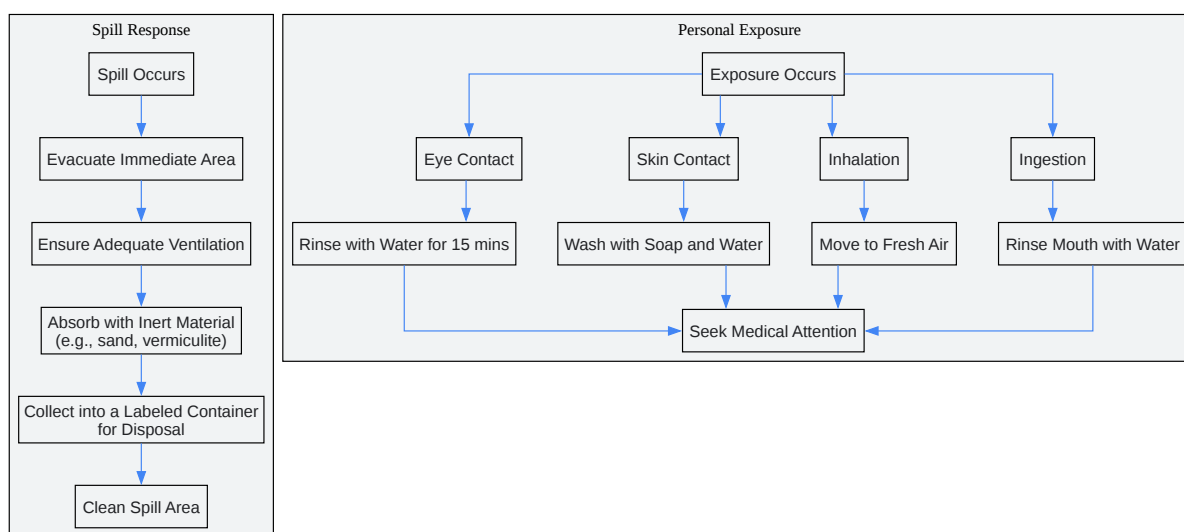 Spill Response
Spill Occurs
Evacuate Immediate Area
Ensure Adequate Ventilation
Absorb with Inert Material
(e.g., sand, vermiculite)
Collect into a Labeled Container
for Disposal
Clean Spill Area
Personal Exposure
Exposure Occurs
Eye Contact
Skin Contact
Inhalation
Ingestion
Rinse with Water for 15 mins
Wash with Soap and Water
Move to Fresh Air
Rinse Mouth with Water
Seek Medical Attention